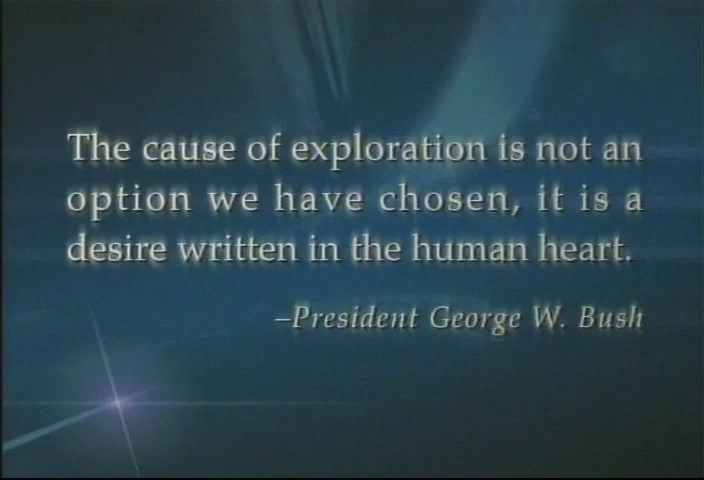 The cause of exploration is not an
option we have chosen, it is a
desire written in the human heart.
–President George W. Bush